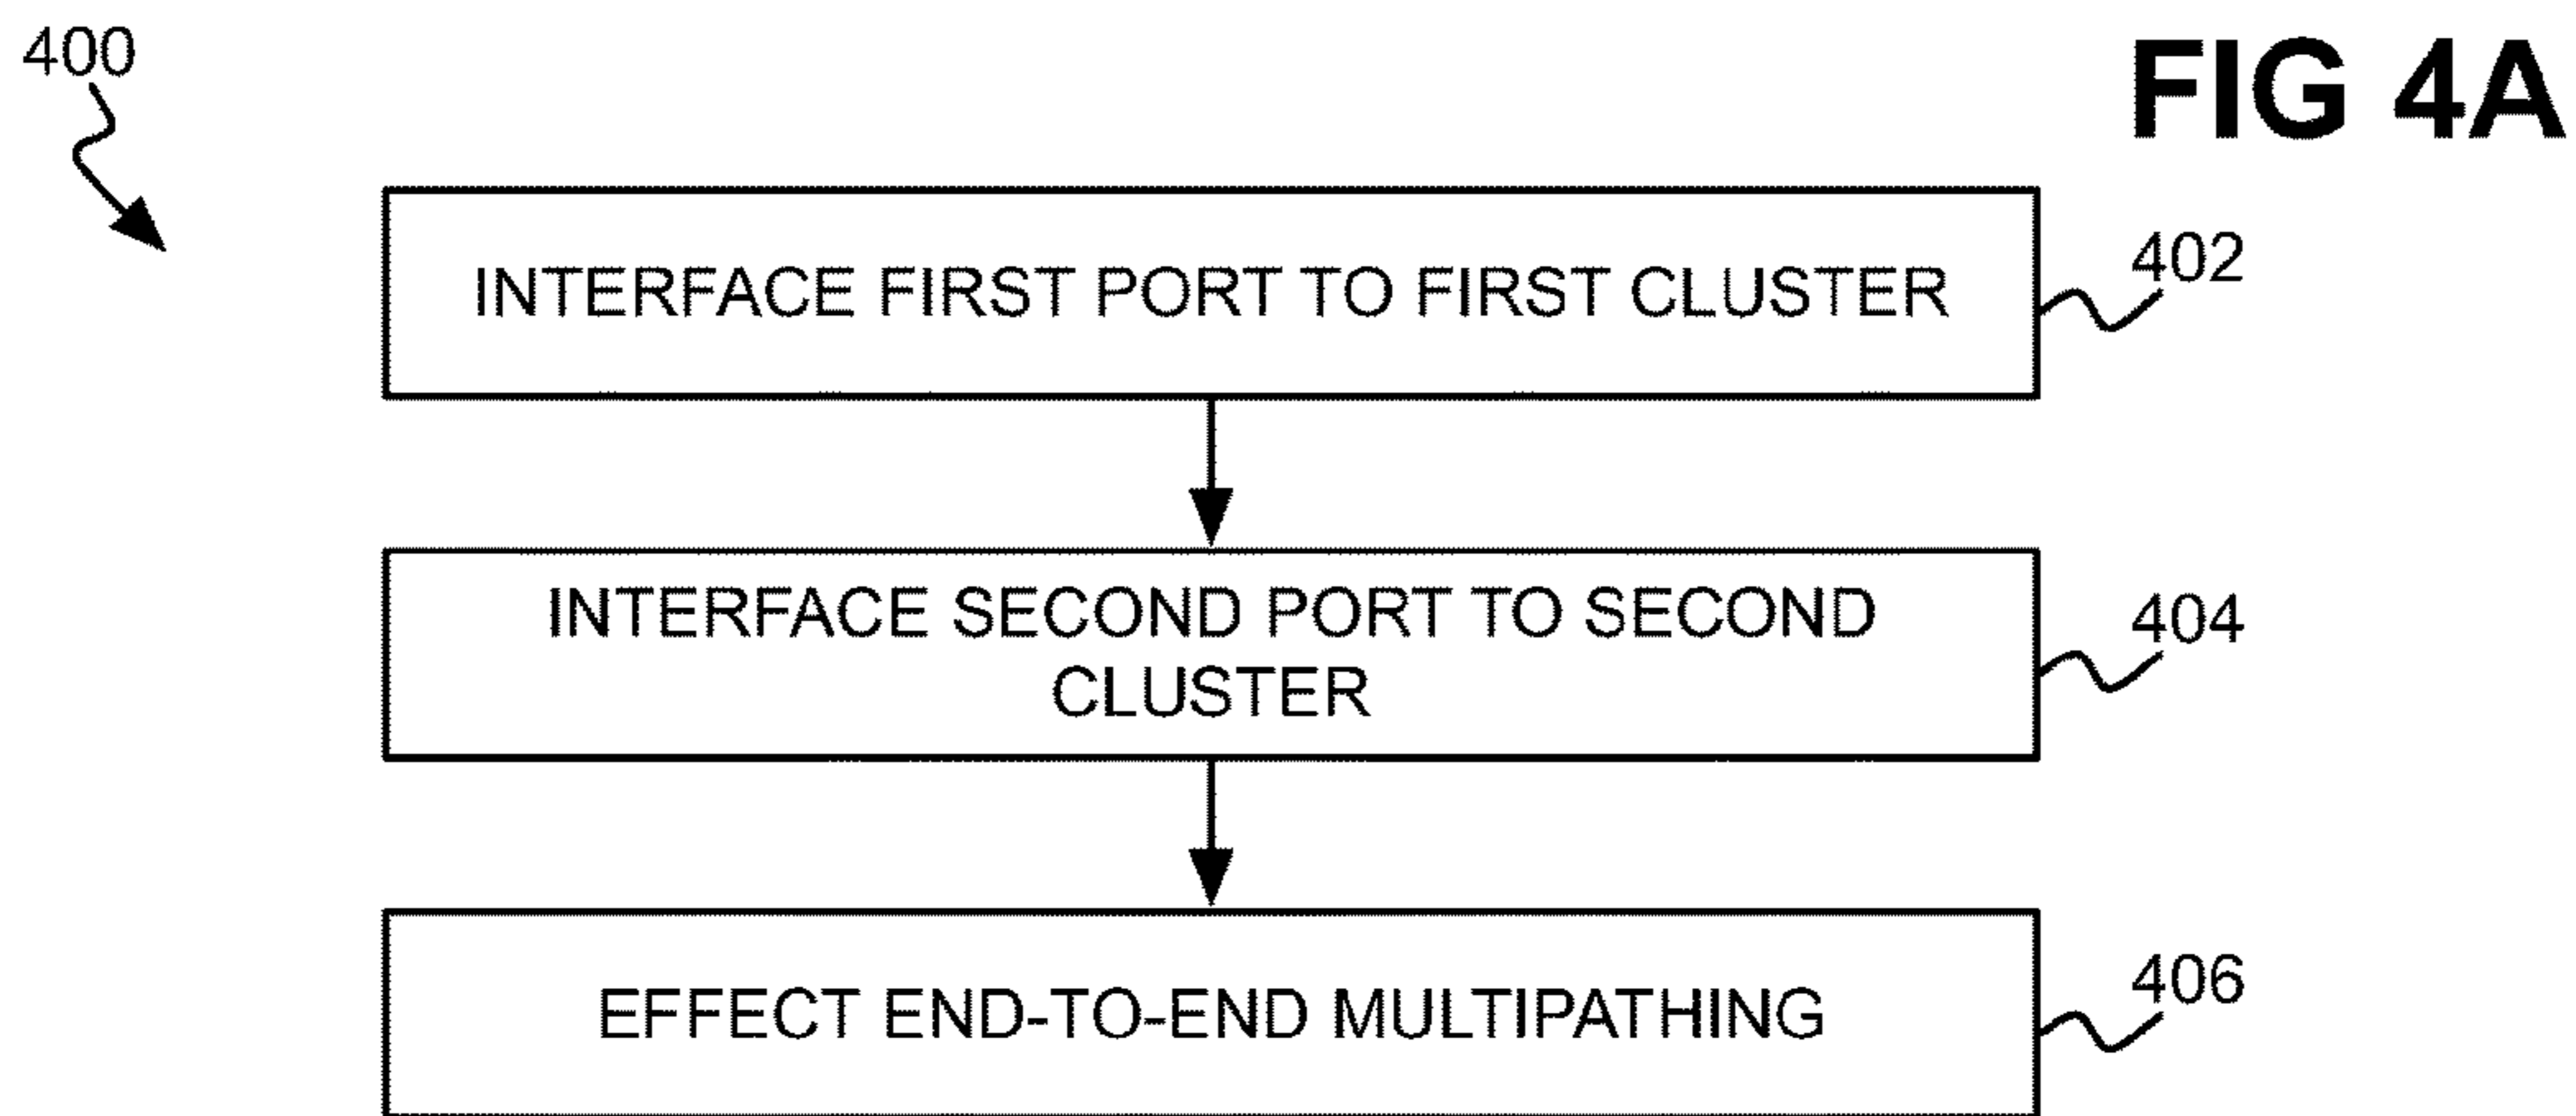 400
FIG 4A
INTERFACE FIRST PORT TO FIRST CLUSTER
402
INTERFACE SECOND PORT TO SECOND
CLUSTER
404
EFFECT END-TO-END MULTIPATHING
406